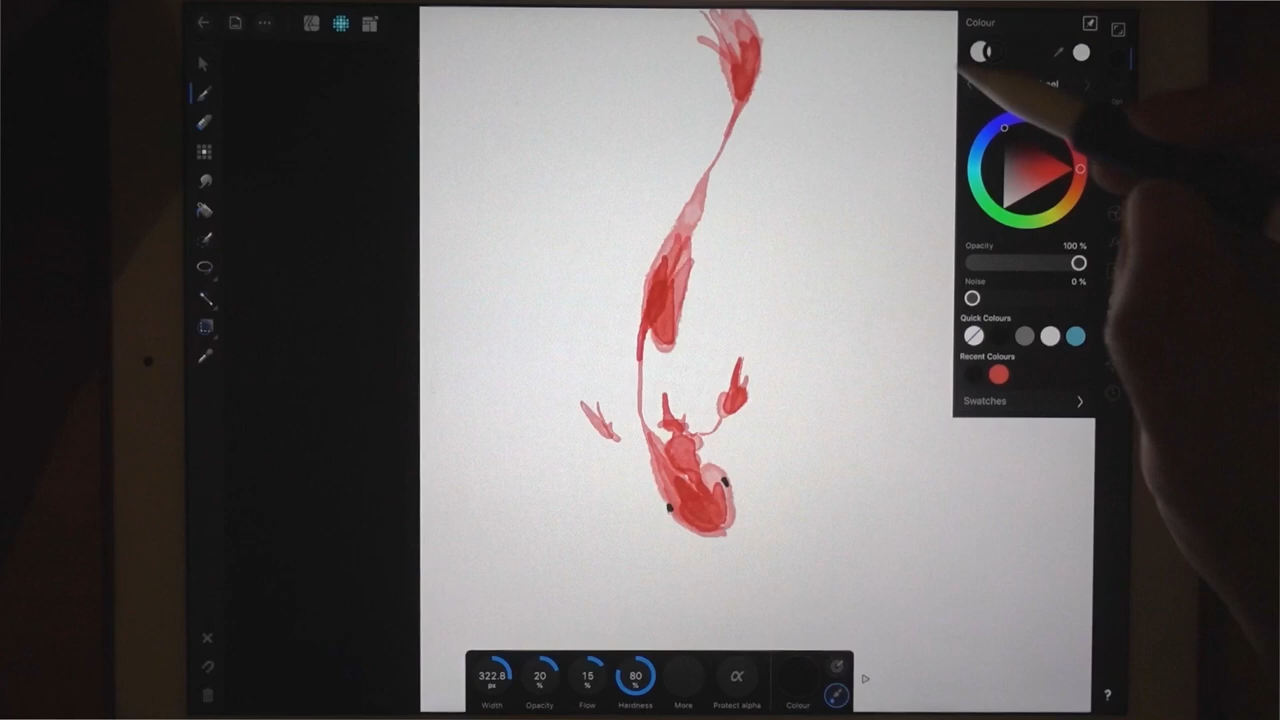 Colour
el
Opacity 100 %
Noise 0 %
Quick Colours
Recent Colours
Swatches
322.8 px
20 %
15 %
80 %
α
Width
Opacity
Flow
Hardness
More
Protect alpha
Colour
?